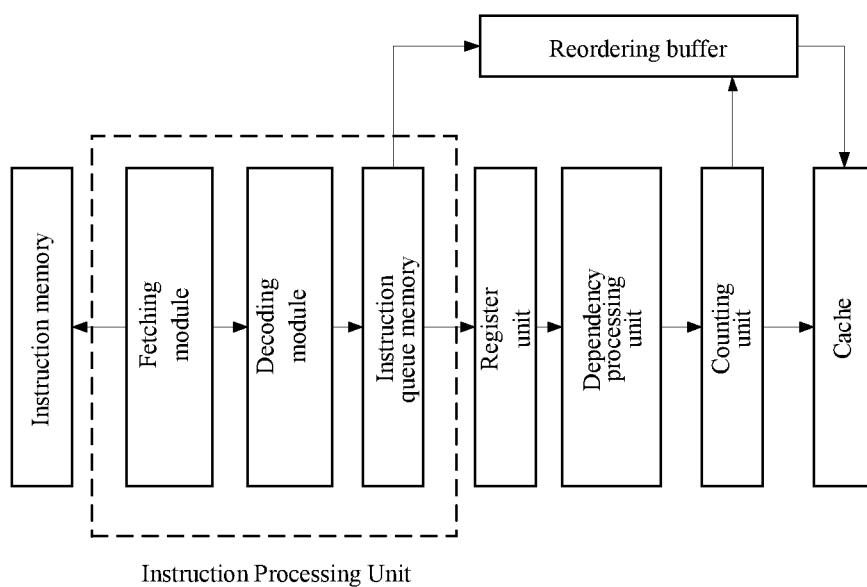 Reordering buffer
Instruction memory
Fetching
module
Decoding
module
Instruction
queue memory
Register
unit
Dependency
processing
unit
Counting
unit
Cache
Instruction Processing Unit